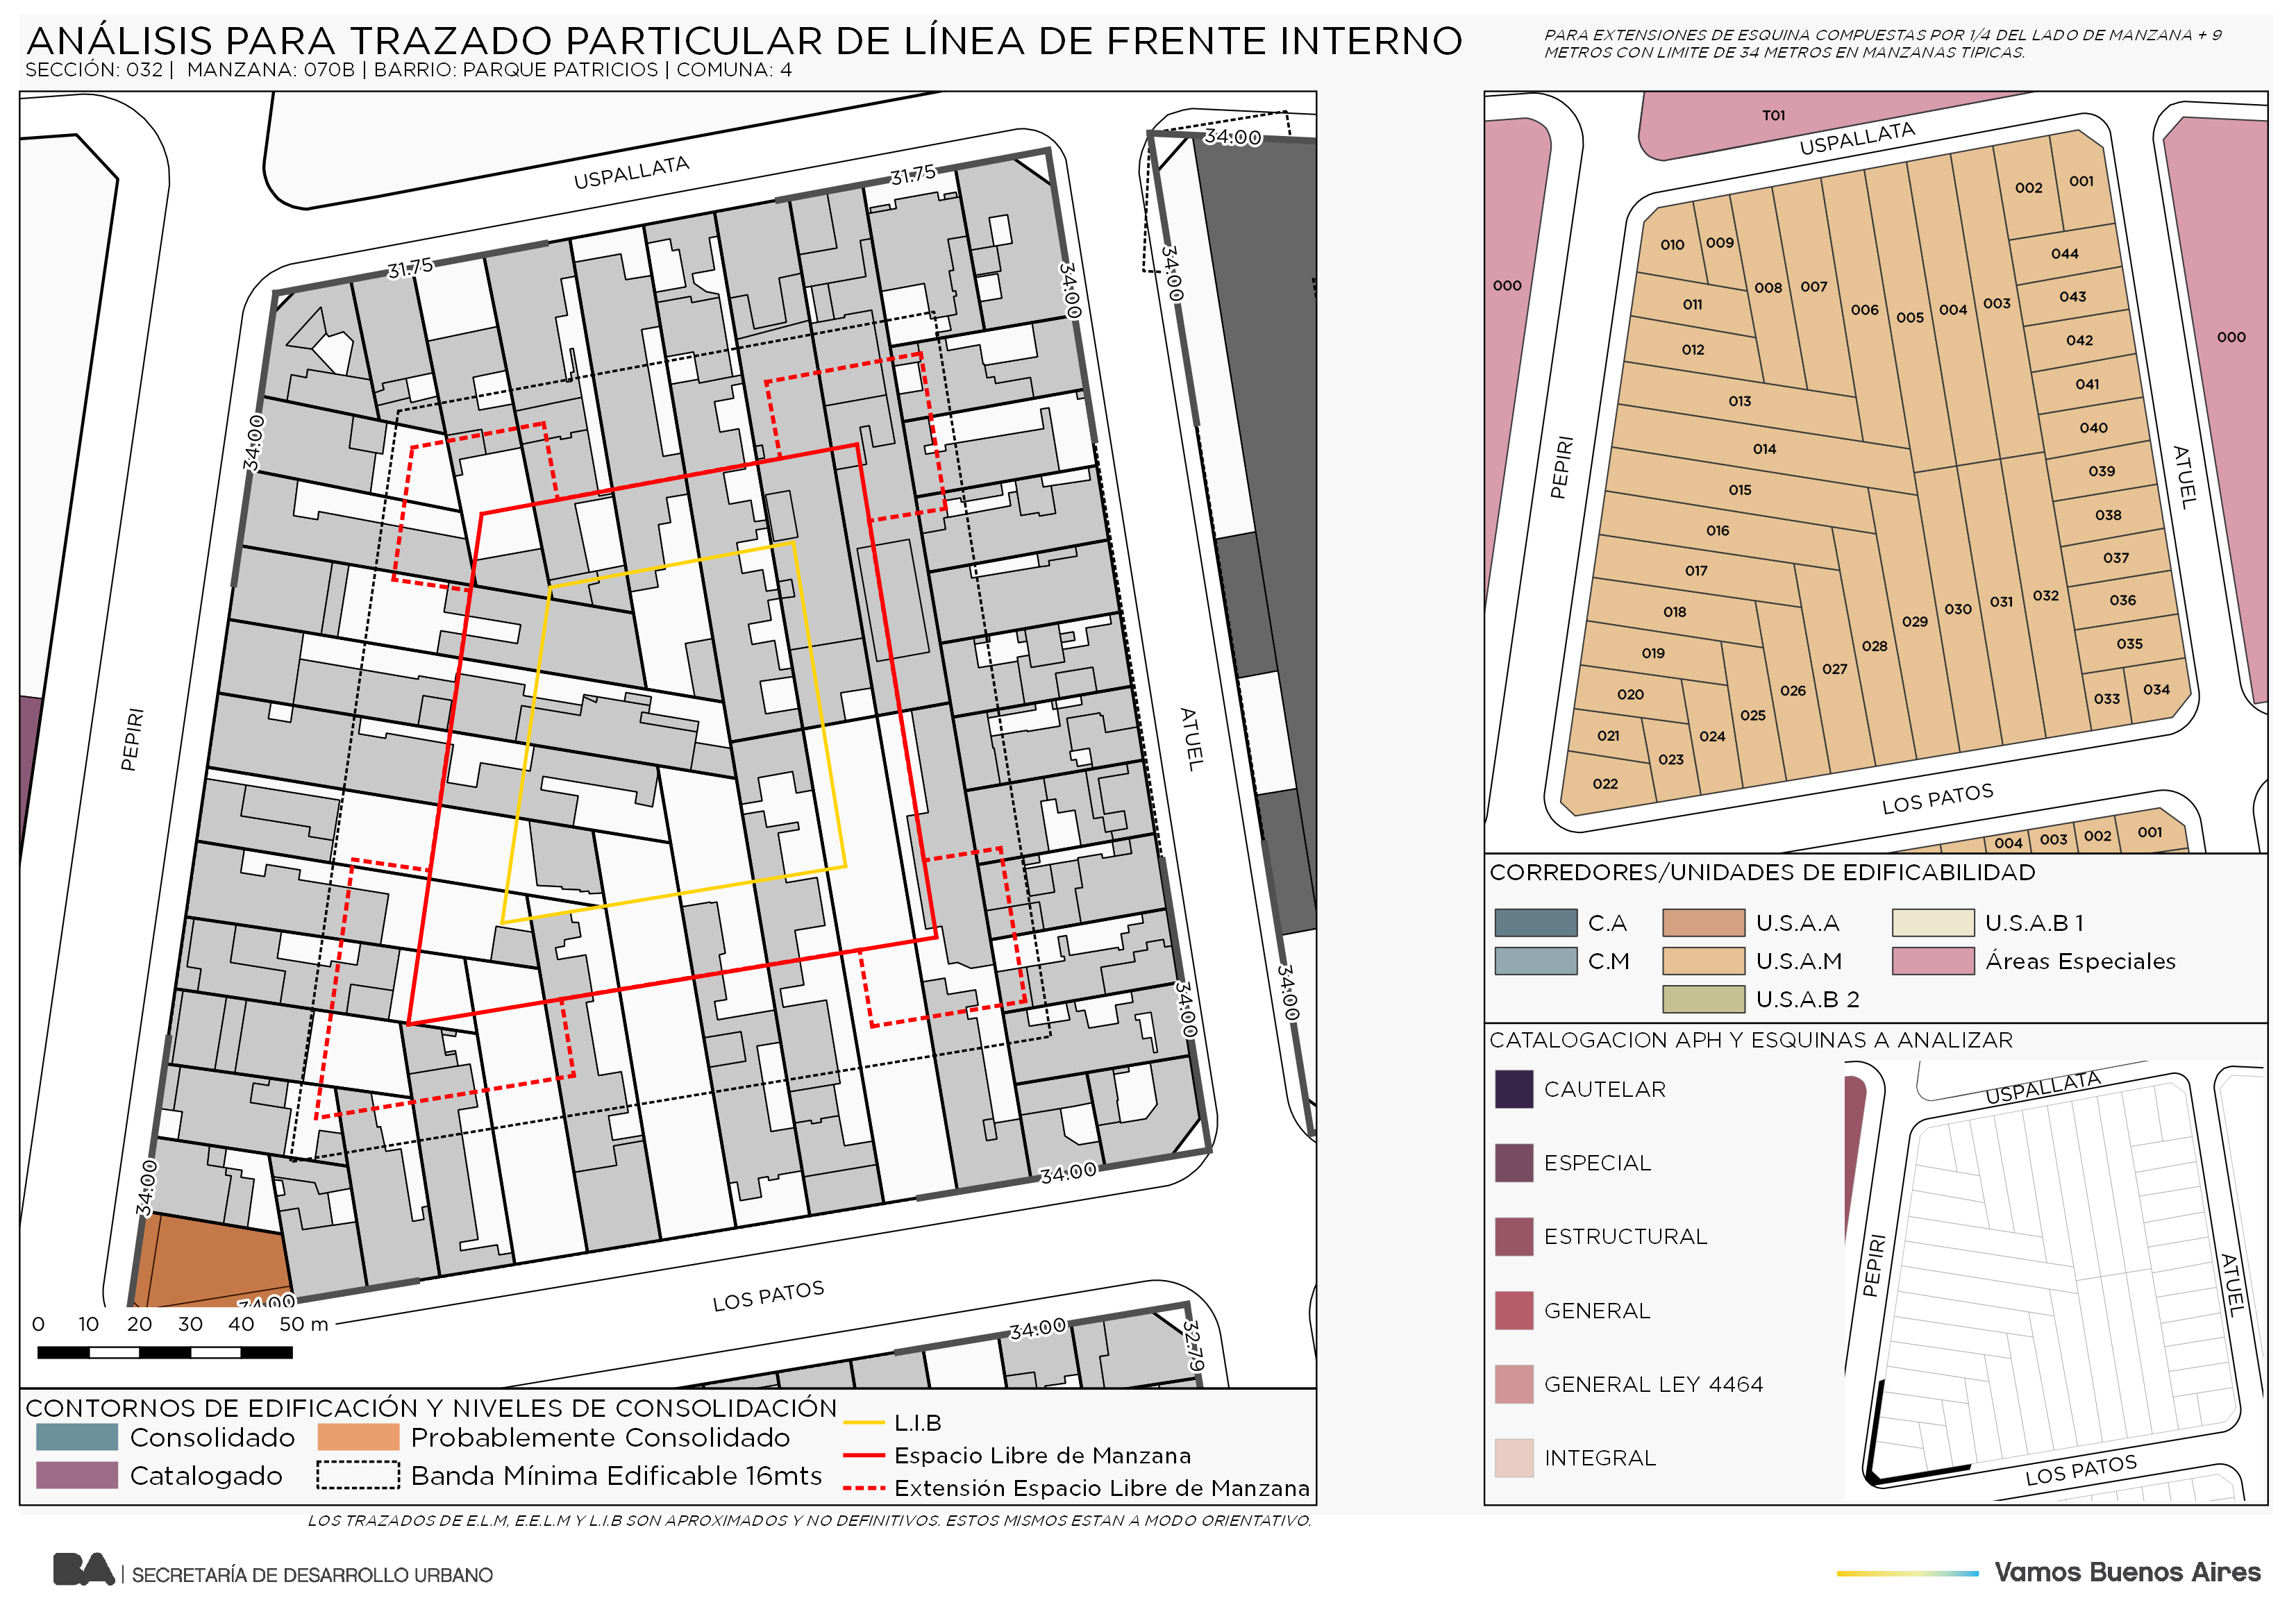 ANÁLISIS PARA TRAZADO PARTICULAR DE LÍNEA DE FRENTE INTERNO
SECCIÓN: 032 | MANZANA: 070B | BARRIO: PARQUE PATRICIOS | COMUNA: 4
PARA EXTENSIONES DE ESQUINA COMPUESTAS POR 1/4 DEL LADO DE MANZANA + 9
METROS CON LIMITE DE 34 METROS EN MANZANAS TIPICAS.
USPALLATA
34.00
31.75
31.75
34.00
34.00
34.00
PEPIRI
ATUEL
34.00
34.00
34.00
34.00
34.00
LOS PATOS
34.00
32.79
0 10 20 30 40 50 m
CONTORNOS DE EDIFICACIÓN Y NIVELES DE CONSOLIDACIÓN
Consolidado
Probablemente Consolidado
Catalogado
Banda Mínima Edificable 16mts
L.I.B
Espacio Libre de Manzana
Extensión Espacio Libre de Manzana
T01
USPALLATA
000
000
PEPIRI
ATUEL
LOS PATOS
001
002
003
004
005
006
007
008
009
010
011
012
013
014
015
016
017
018
019
020
021
022
023
024
025
026
027
028
029
030
031
032
033
034
035
036
037
038
039
040
041
042
043
044
004
003
002
001
CORREDORES/UNIDADES DE EDIFICABILIDAD
C.A
U.S.A.A
U.S.A.B 1
C.M
U.S.A.M
Áreas Especiales
U.S.A.B 2
CATALOGACION APH Y ESQUINAS A ANALIZAR
CAUTELAR
ESPECIAL
ESTRUCTURAL
GENERAL
GENERAL LEY 4464
INTEGRAL
USPALLATA
PEPIRI
ATUEL
LOS PATOS
LOS TRAZADOS DE E.L.M, E.E.L.M Y L.I.B SON APROXIMADOS Y NO DEFINITIVOS. ESTOS MISMOS ESTAN A MODO ORIENTATIVO.
BA | SECRETARÍA DE DESARROLLO URBANO
Vamos Buenos Aires